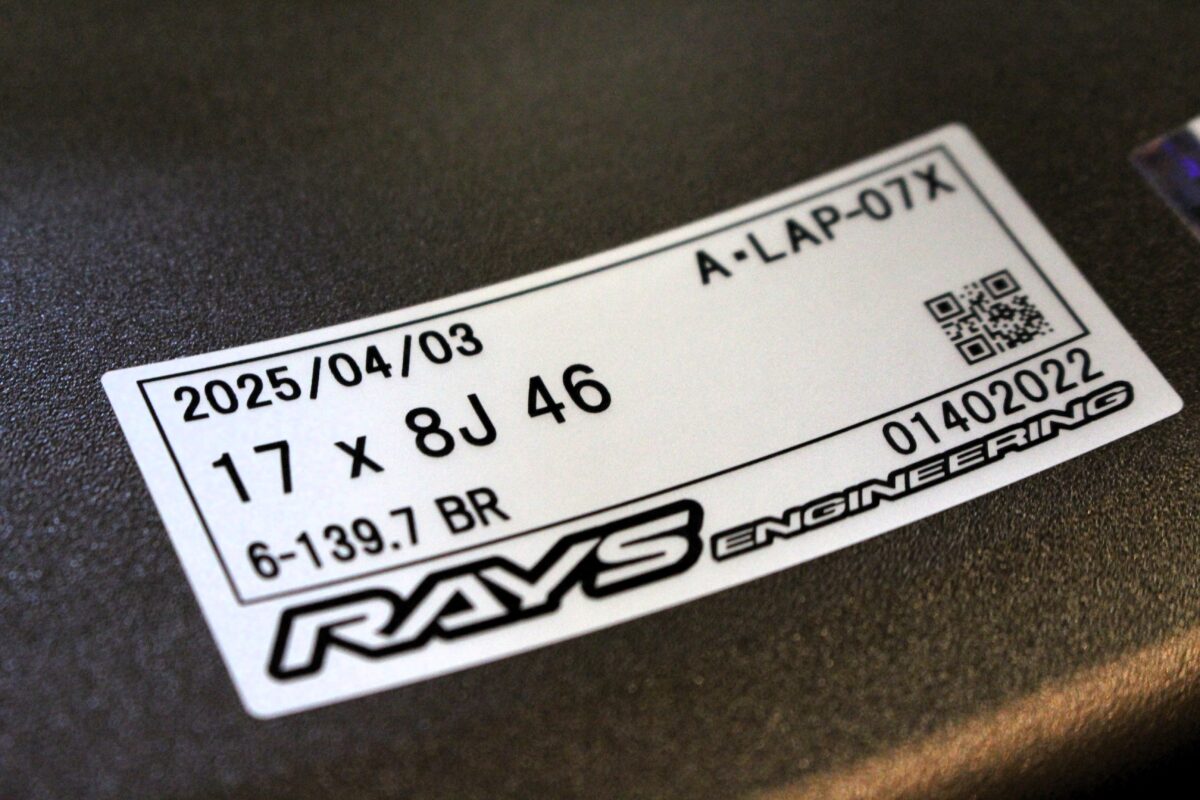 A・LAP-07X
2025/04/03
17 x 8J 46
6-139.7 BR
01402022
RAYS ENGINEERING